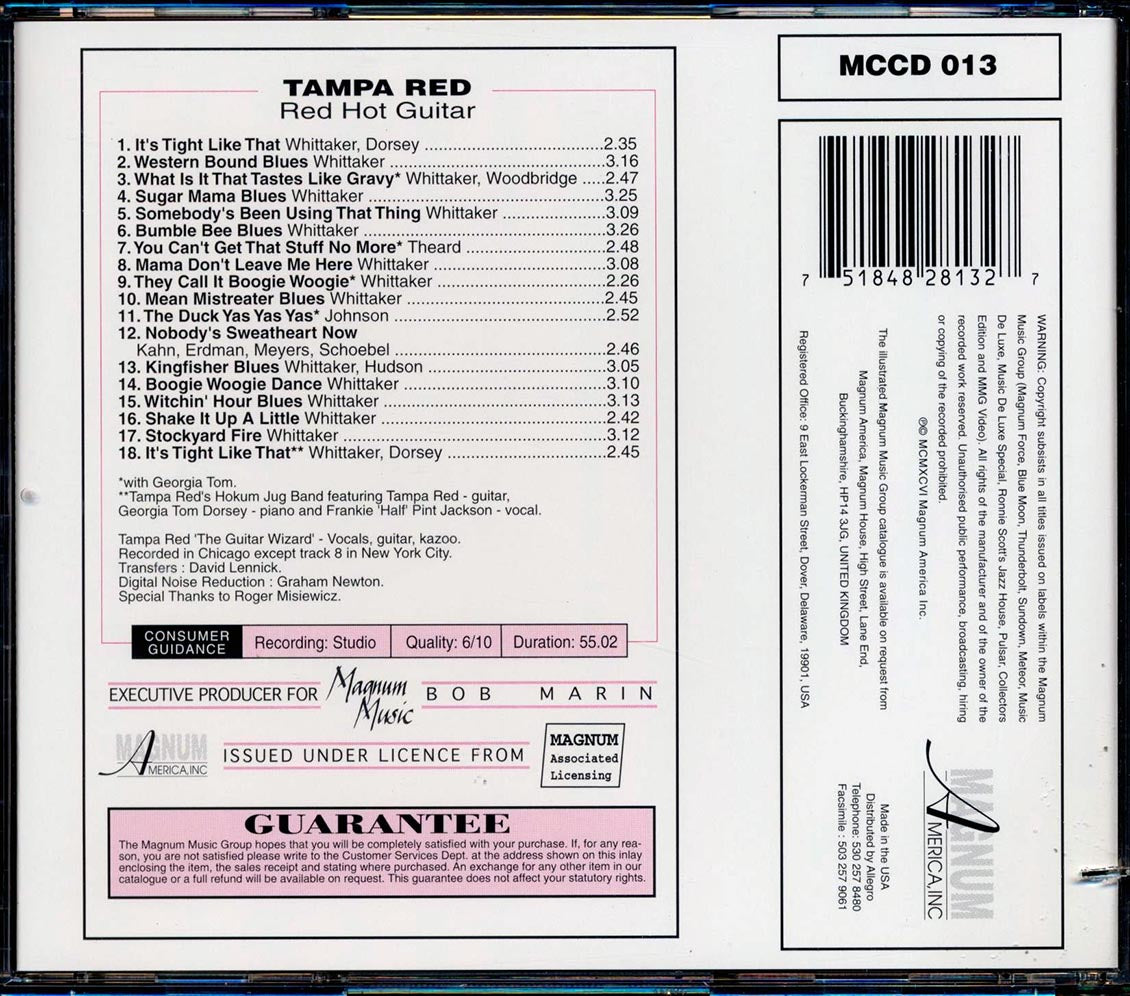 TAMPA RED
Red Hot Guitar
1. It's Tight Like That Whittaker, Dorsey ....................................2.35
2. Western Bound Blues Whittaker ............................................3.16
3. What Is It That Tastes Like Gravy* Whittaker, Woodbridge .....2.47
4. Sugar Mama Blues Whittaker ................................................3.25
5. Somebody's Been Using That Thing Whittaker .....................3.09
6. Bumble Bee Blues Whittaker .................................................3.26
7. You Can't Get That Stuff No More* Theard ............................2.48
8. Mama Don't Leave Me Here Whittaker ...................................3.08
9. They Call It Boogie Woogie* Whittaker ...................................2.26
10. Mean Mistreater Blues Whittaker .........................................2.45
11. The Duck Yas Yas Yas* Johnson ...........................................2.52
12. Nobody's Sweetheart Now
Kahn, Erdman, Meyers, Schoebel ...........................................2.46
13. Kingfisher Blues Whittaker, Hudson .....................................3.05
14. Boogie Woogie Dance Whittaker ..........................................3.10
15. Witchin' Hour Blues Whittaker ..............................................3.13
16. Shake It Up A Little Whittaker ...............................................2.42
17. Stockyard Fire Whittaker .....................................................3.12
18. It's Tight Like That** Whittaker, Dorsey ................................2.45
*with Georgia Tom.
**Tampa Red's Hokum Jug Band featuring Tampa Red - guitar,
Georgia Tom Dorsey - piano and Frankie 'Half' Pint Jackson - vocal.
Tampa Red 'The Guitar Wizard' - Vocals, guitar, kazoo.
Recorded in Chicago except track 8 in New York City.
Transfers : David Lennick.
Digital Noise Reduction : Graham Newton.
Special Thanks to Roger Misiewicz.
CONSUMER GUIDANCE Recording: Studio Quality: 6/10 Duration: 55.02
EXECUTIVE PRODUCER FOR Magnum Music BOB MARIN
MAGNUM AMERICA, INC ISSUED UNDER LICENCE FROM MAGNUM Associated Licensing
GUARANTEE
The Magnum Music Group hopes that you will be completely satisfied with your purchase. If, for any rea-
son, you are not satisfied please write to the Customer Services Dept. at the address shown on this inlay
enclosing the item, the sales receipt and stating where purchased. An exchange for any other item in our
catalogue or a full refund will be available on request. This guarantee does not affect your statutory rights.
MCCD 013
7 51848 28132 7
WARNING: Copyright subsists in all titles issued on labels within the Magnum
Music Group (Magnum Force, Blue Moon, Thunderbolt, Sundown, Meteor, Music
De Luxe, Music De Luxe Special, Ronnie Scott's Jazz House, Pulsar, Collectors
Edition and MMG Video). All rights of the manufacturer and of the owner of the
recorded work reserved. Unauthorised public performance, broadcasting, hiring
or copying of the recorded prohibited.
℗© MCMXCVI Magnum America Inc.
The illustrated Magnum Music Group catalogue is available on request from
Magnum America, Magnum House, High Street, Lane End,
Buckinghamshire, HP14 3JG, UNITED KINGDOM
Registered Office: 9 East Lockerman Street, Dover, Delaware, 19901, USA
MAGNUM
AMERICA, INC
Made in the USA
Distributed by Allegro
Telephone: 530 257 8480
Facsimile : 503 257 9061